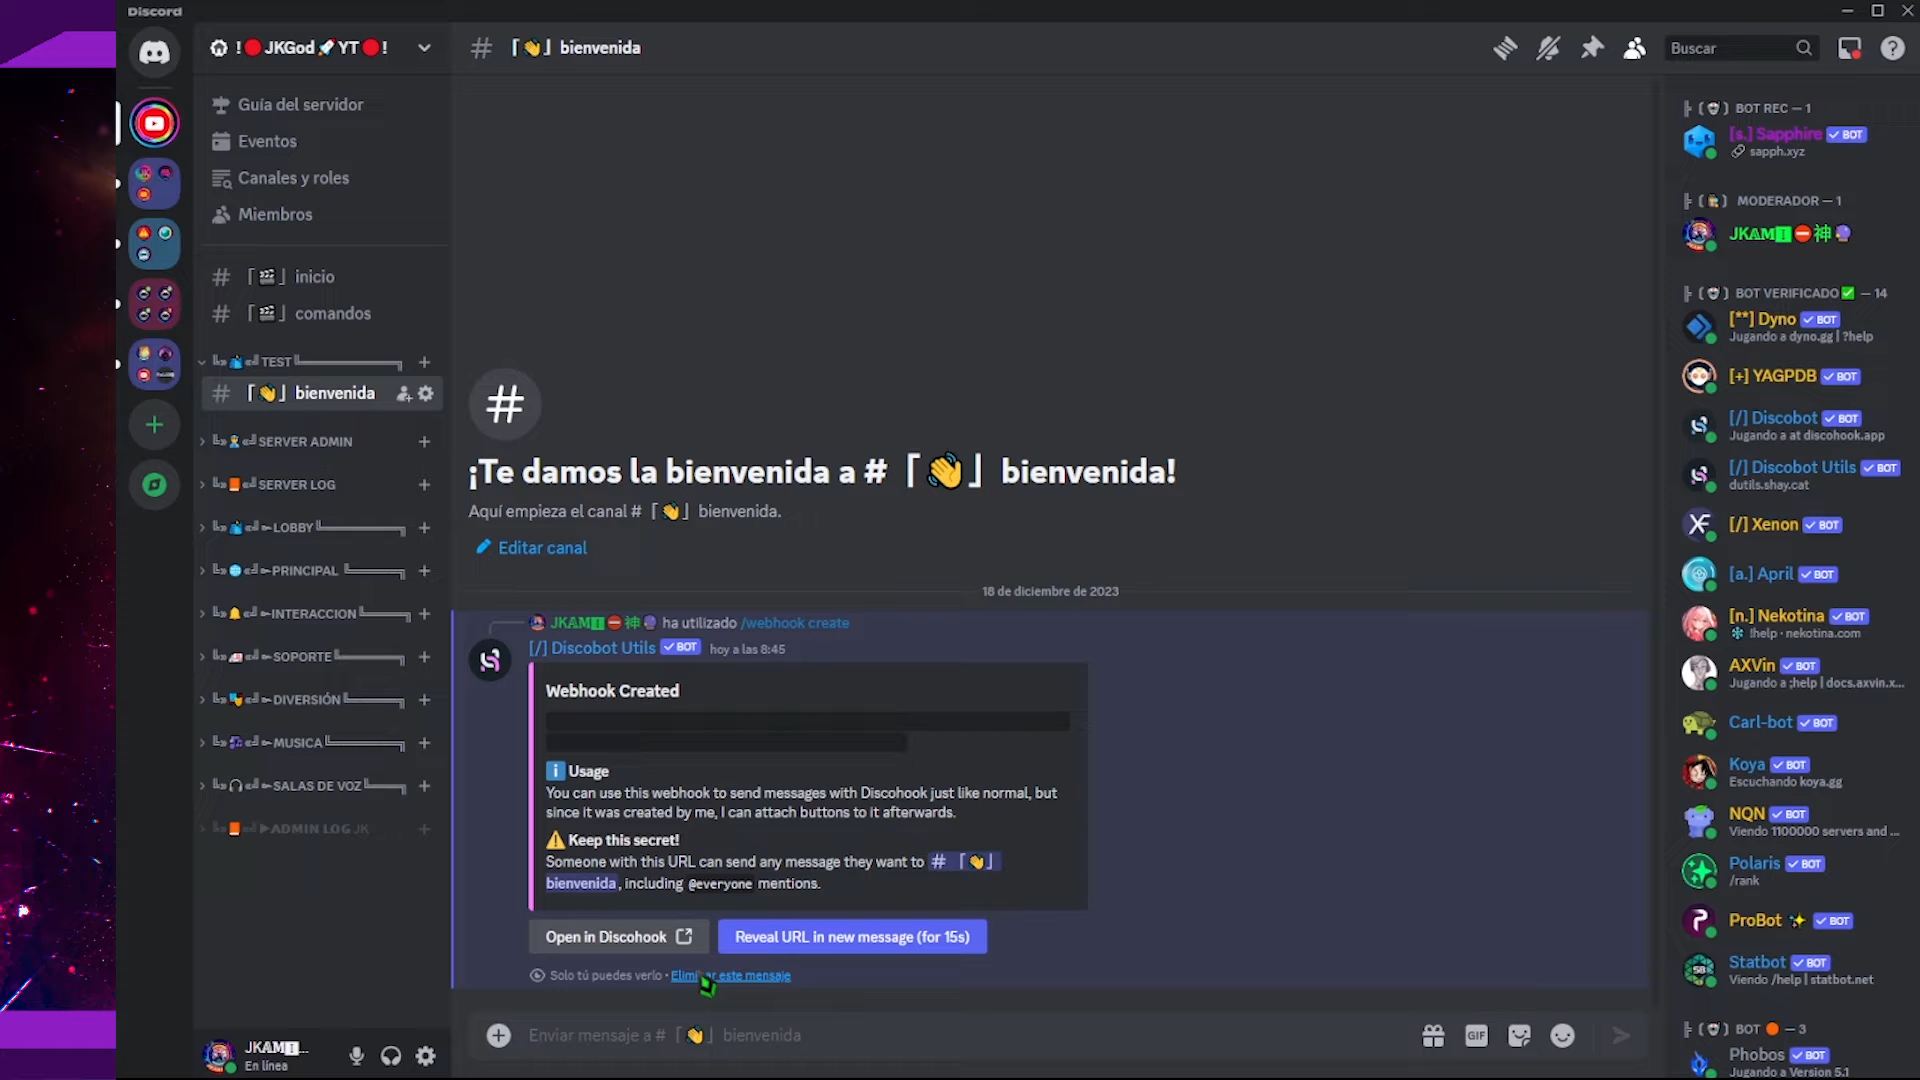 Discord
! 🔴 JKGod 🚀 YT 🔴 !
Guía del servidor
Eventos
Canales y roles
Miembros
# 「🎬」 inicio
# 「🎬」 comandos
TEST
# 「👋」 bienvenida
SERVER ADMIN
SERVER LOG
LOBBY
PRINCIPAL
INTERACCION
SOPORTE
DIVERSIÓN
MUSICA
SALAS DE VOZ
ADMIN LOG JK
JKAMI...
En línea
# 「👋」 bienvenida
Buscar
¡Te damos la bienvenida a # 「👋」 bienvenida!
Aquí empieza el canal # 「👋」 bienvenida.
Editar canal
18 de diciembre de 2023
JKAMI⛔神🔮 ha utilizado /webhook create
[/] Discobot Utils ✓ BOT hoy a las 8:45
Webhook Created
ℹ️ Usage
You can use this webhook to send messages with Discohook just like normal, but
since it was created by me, I can attach buttons to it afterwards.
⚠️ Keep this secret!
Someone with this URL can send any message they want to # 「👋」
bienvenida, including @everyone mentions.
Open in Discohook
Reveal URL in new message (for 15s)
Solo tú puedes verlo • Eliminar este mensaje
Enviar mensaje a # 「👋」 bienvenida
GIF
BOT REC — 1
[s.] Sapphire ✓ BOT
sapph.xyz
MODERADOR — 1
JKAMI⛔神🔮
BOT VERIFICADO✅ — 14
[**] Dyno ✓ BOT
Jugando a dyno.gg | ?help
[+] YAGPDB ✓ BOT
[/] Discobot ✓ BOT
Jugando a at discohook.app
[/] Discobot Utils ✓ BOT
dutils.shay.cat
[/] Xenon ✓ BOT
[a.] April ✓ BOT
[n.] Nekotina ✓ BOT
❄ !help · nekotina.com
AXVin ✓ BOT
Jugando a ;help | docs.axvin.x...
Carl-bot ✓ BOT
Koya ✓ BOT
Escuchando koya.gg
NQN ✓ BOT
Viendo 1100000 servers and ...
Polaris ✓ BOT
/rank
ProBot ✨ ✓ BOT
Statbot ✓ BOT
Viendo /help | statbot.net
BOT 🟠 — 3
Phobos ✓ BOT
Jugando a Version 5.1